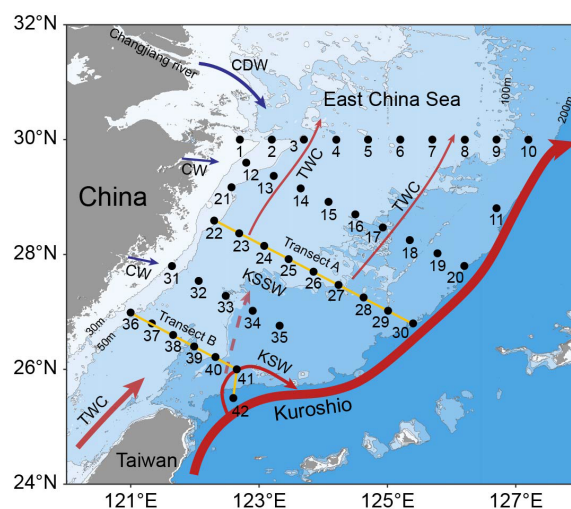 32°N
30°N
28°N
26°N
24°N
121°E
123°E
125°E
127°E
Changjiang river
CDW
East China Sea
100m
200m
1
2
3
4
5
6
7
8
9
10
CW
12
13
TWC
TWC
21
14
11
China
15
22
16
23
17
24
Transect A
18
25
19
26
20
CW
31
KSSW
27
32
28
33
29
34
30
30m
50m
35
36
Transect B
37
38
39
40
41
KSW
42
TWC
Kuroshio
Taiwan